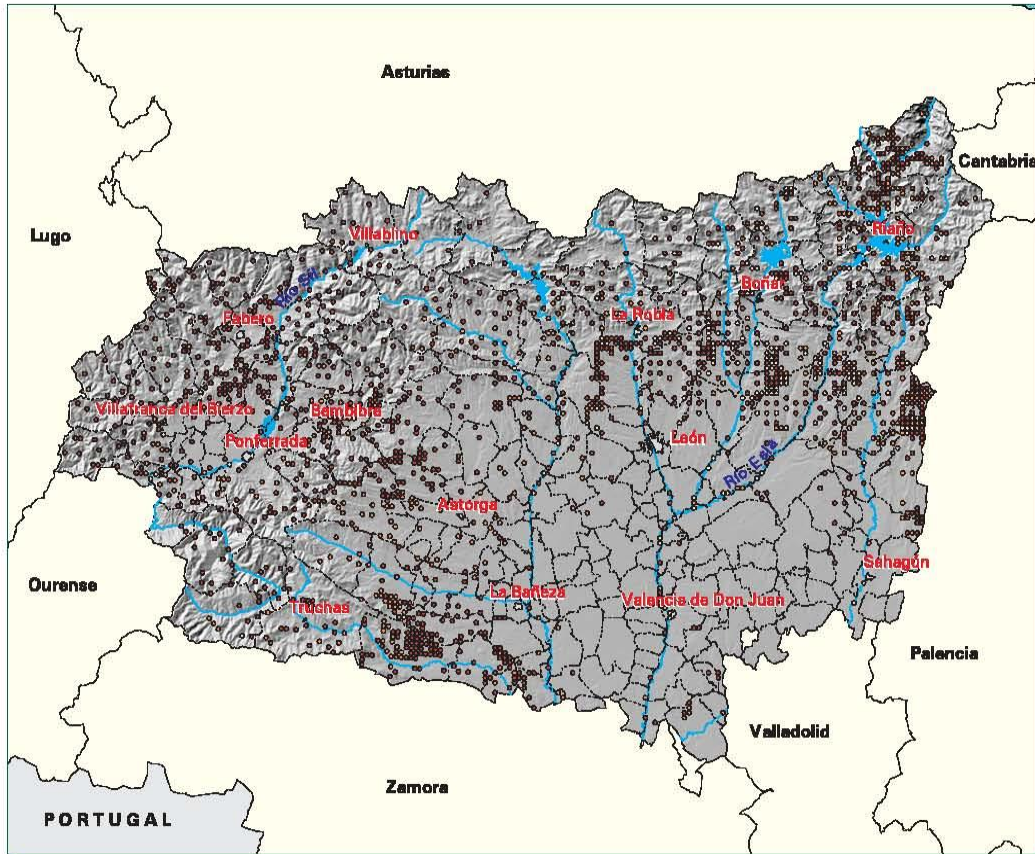 Asturias
Cantabria
Lugo
Villablino
Riaño
Río Sil
Boñar
Fabero
La Robla
Villafranca del Bierzo
Bembibre
Ponferrada
León
Río Esla
Astorga
Sahagún
Ourense
La Bañeza
Truchas
Valencia de Don Juan
Palencia
Valladolid
Zamora
PORTUGAL